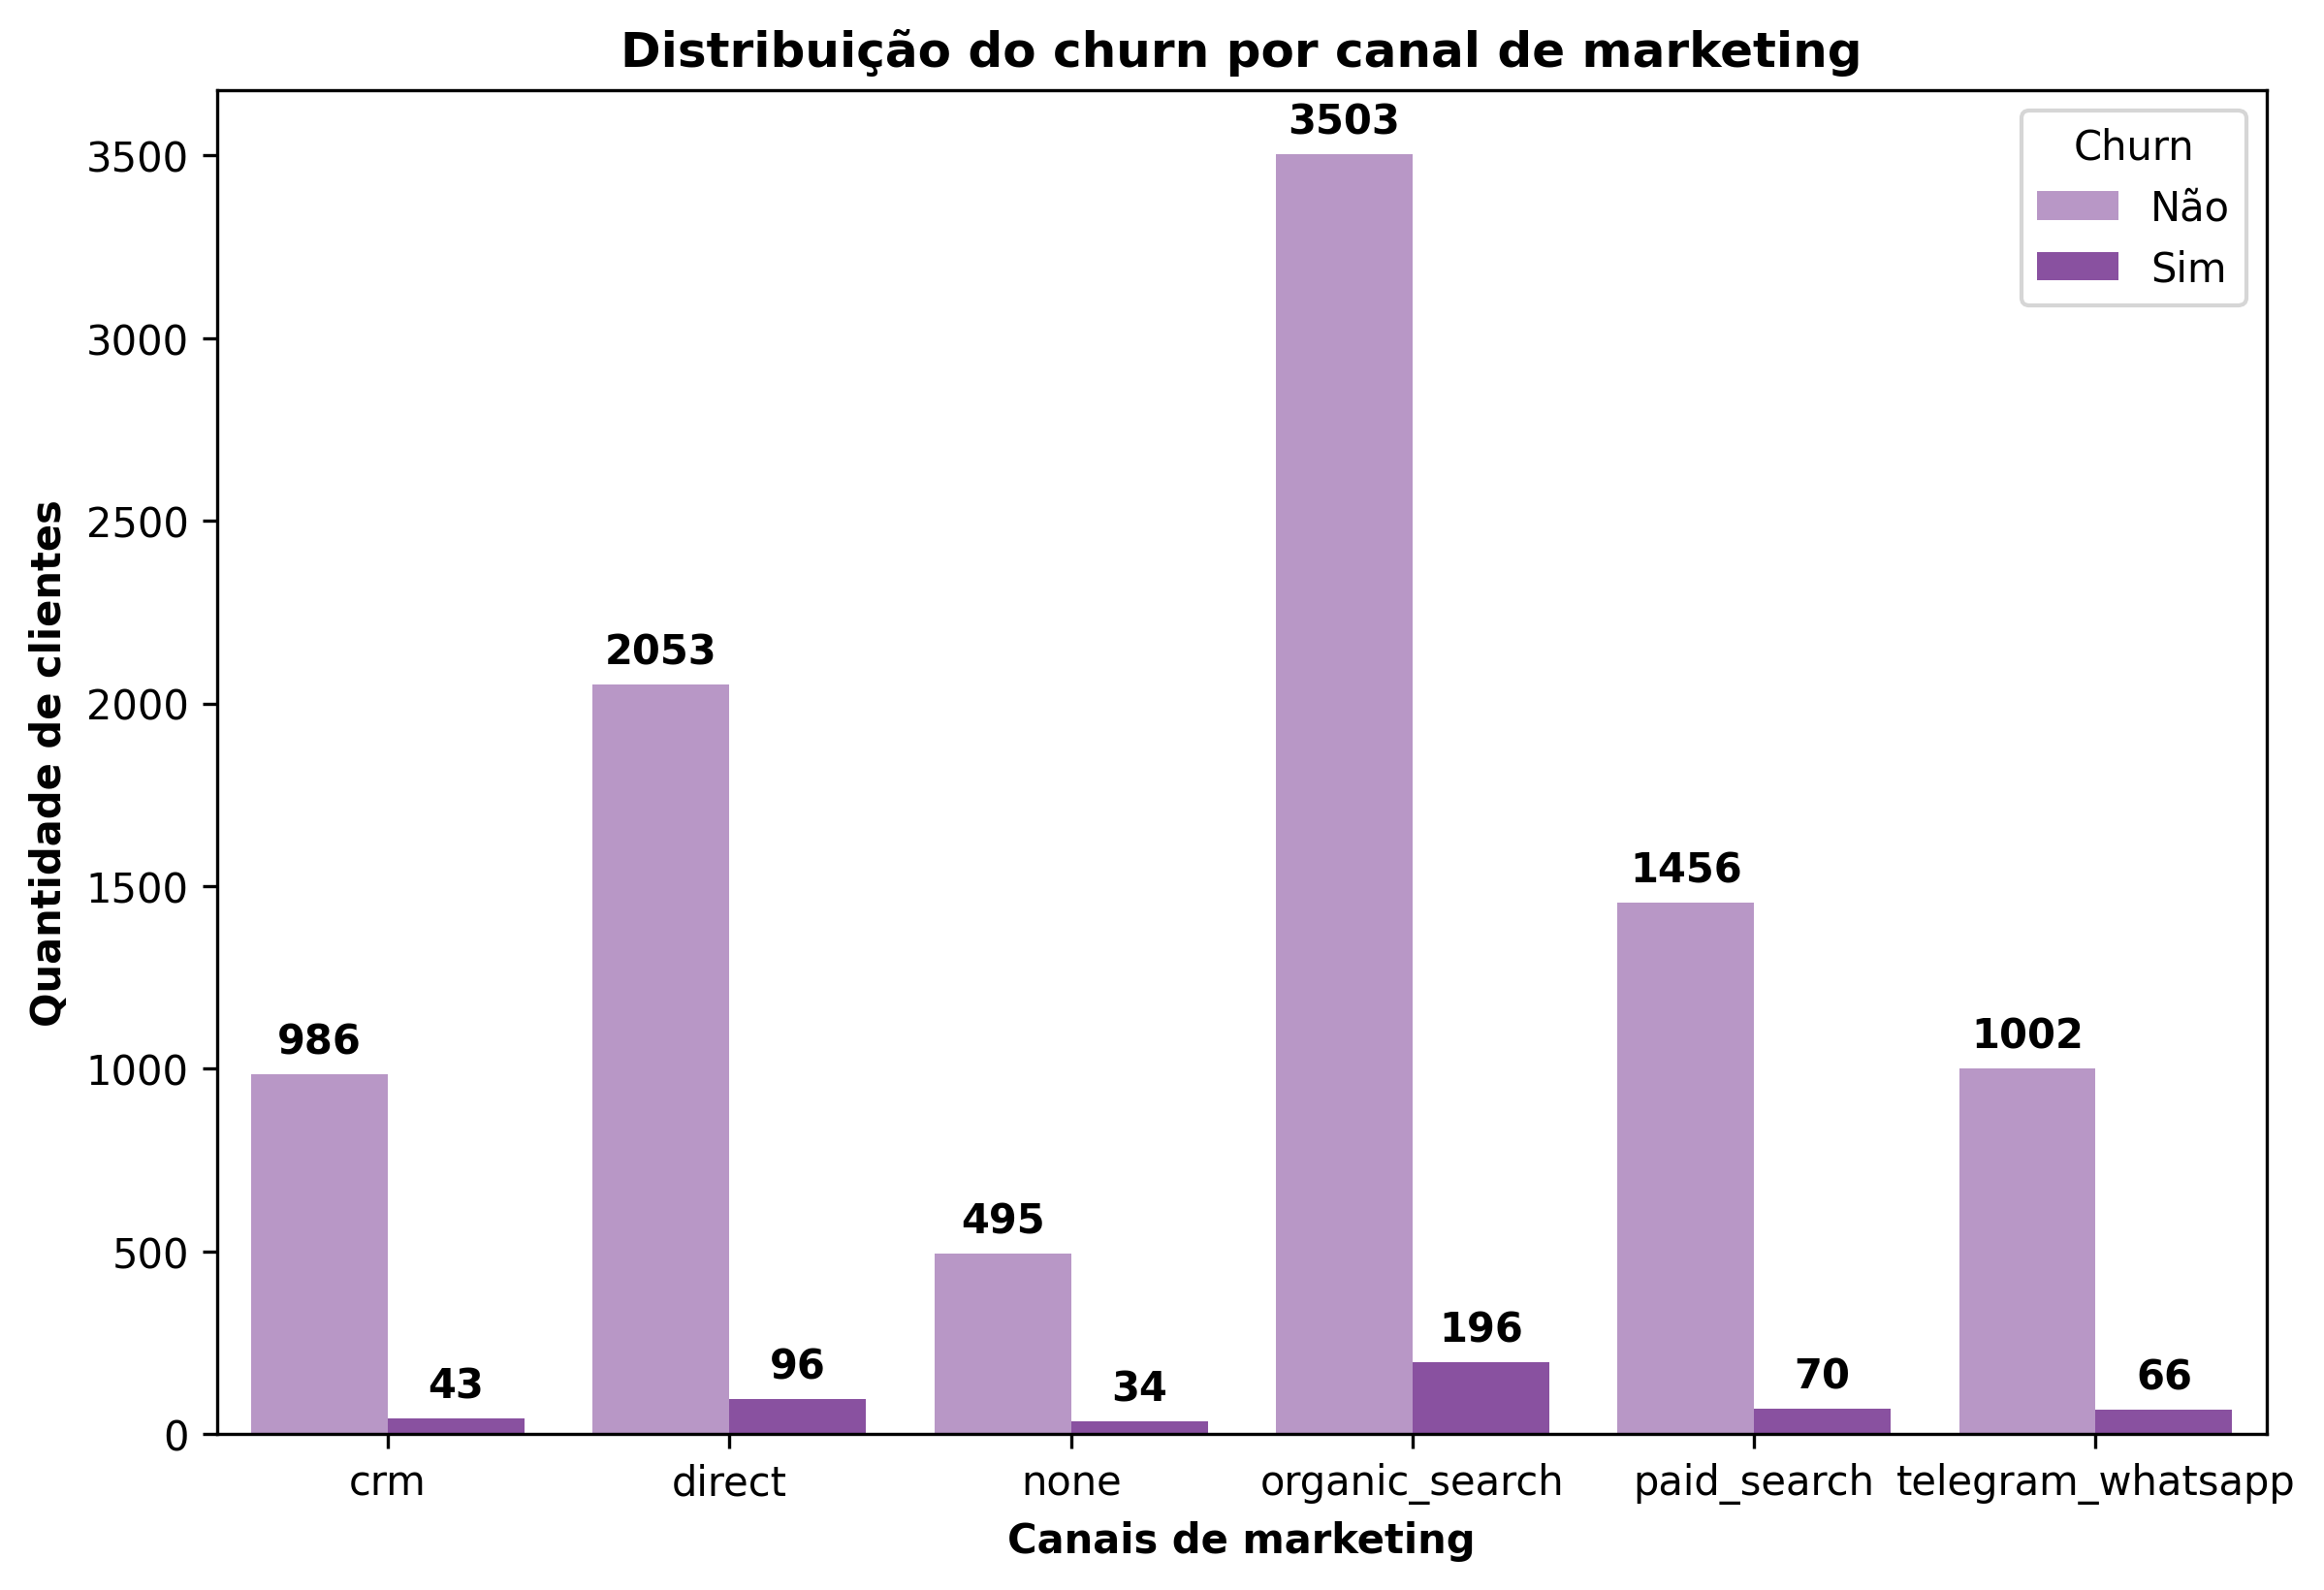 Distribuição do churn por canal de marketing
Churn
Não
Sim
Quantidade de clientes
3500
3000
2500
2000
1500
1000
500
0
986
43
2053
96
495
34
3503
196
1456
70
1002
66
crm
direct
none
organic_search
paid_search
telegram_whatsapp
Canais de marketing